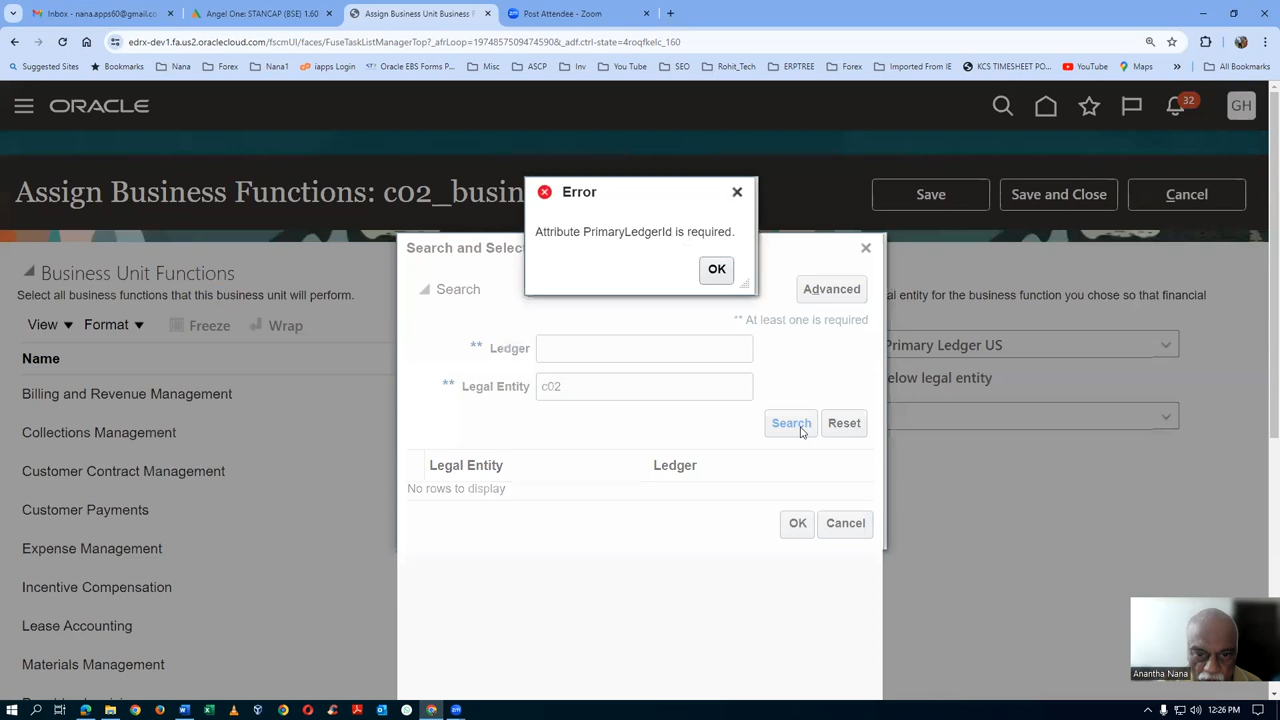 Inbox - nana.apps60@gmail.co
Angel One: STANCAP (BSE) 1.60
Assign Business Unit Business F
Post Attendee - Zoom
edrx-dev1.fa.us2.oraclecloud.com/fscmUI/faces/FuseTaskListManagerTop?_afrLoop=1974857509474590&_adf.ctrl-state=4roqfkelc_160
Suggested Sites
Bookmarks
Nana
Forex
Nana1
iapps Login
Oracle EBS Forms P...
Misc
ASCP
Inv
You Tube
SEO
Rohit_Tech
ERPTREE
Forex
Imported From IE
KCS TIMESHEET PO...
YouTube
Maps
All Bookmarks
ORACLE
32
GH
Assign Business Functions: c02_busin
Save
Save and Close
Cancel
Error
Attribute PrimaryLedgerId is required.
OK
Search and Select
Search
Advanced
** At least one is required
** Ledger
** Legal Entity c02
Search
Reset
Legal Entity
Ledger
No rows to display
OK
Cancel
Business Unit Functions
Select all business functions that this business unit will perform.
View
Format
Freeze
Wrap
Name
Billing and Revenue Management
Collections Management
Customer Contract Management
Customer Payments
Expense Management
Incentive Compensation
Lease Accounting
Materials Management
al entity for the business function you chose so that financial
Primary Ledger US
elow legal entity
Anantha Nana
12:26 PM